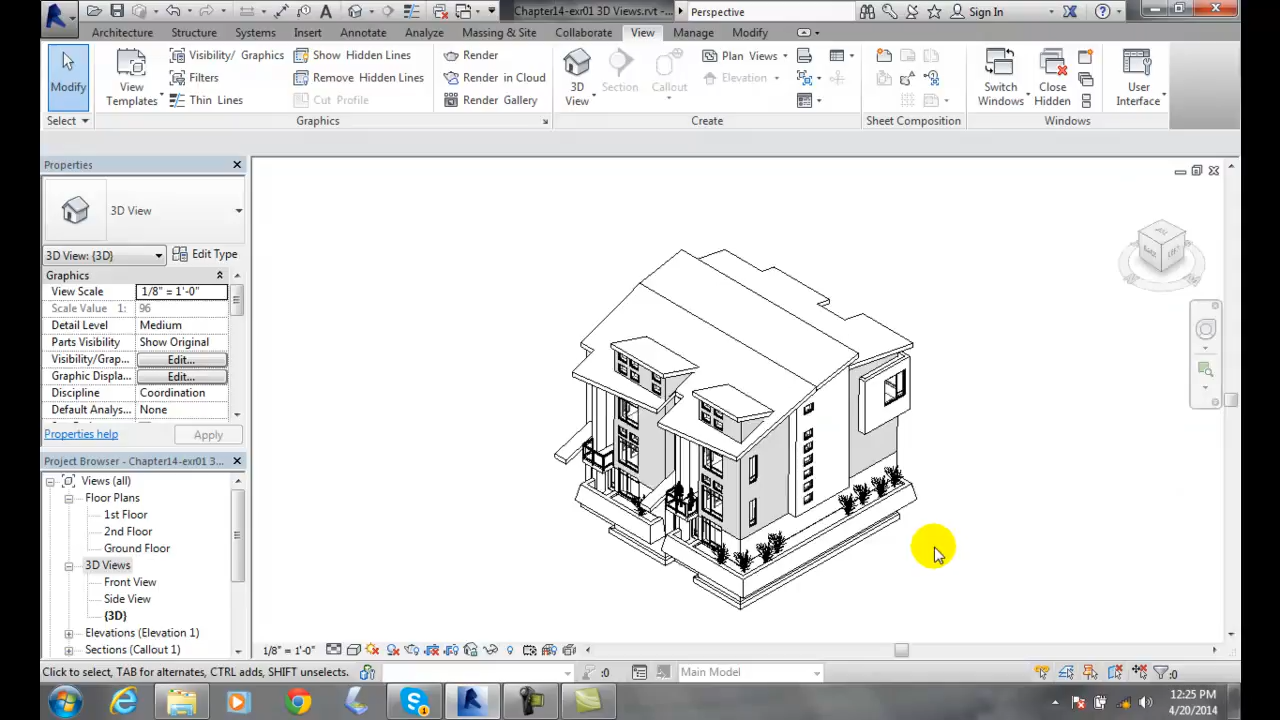 Chapter14-exr01 3D Views.rvt -...
Perspective
Sign In
Architecture Structure Systems Insert Annotate Analyze Massing & Site Collaborate View Manage Modify
Modify
View Templates
Visibility/ Graphics
Filters
Thin Lines
Show Hidden Lines
Remove Hidden Lines
Cut Profile
Render
Render in Cloud
Render Gallery
3D View
Section
Callout
Plan Views
Elevation
Switch Windows
Close Hidden
User Interface
Select
Graphics
Create
Sheet Composition
Windows
Properties
3D View
3D View: {3D}
Edit Type
Graphics
View Scale 1/8" = 1'-0"
Scale Value 1: 96
Detail Level Medium
Parts Visibility Show Original
Visibility/Grap... Edit...
Graphic Displa... Edit...
Discipline Coordination
Default Analys... None
Properties help
Apply
Project Browser - Chapter14-exr01 3...
Views (all)
Floor Plans
1st Floor
2nd Floor
Ground Floor
3D Views
Front View
Side View
{3D}
Elevations (Elevation 1)
Sections (Callout 1)
1/8" = 1'-0"
Click to select, TAB for alternates, CTRL adds, SHIFT unselects.
:0
Main Model
:0
12:25 PM
4/20/2014